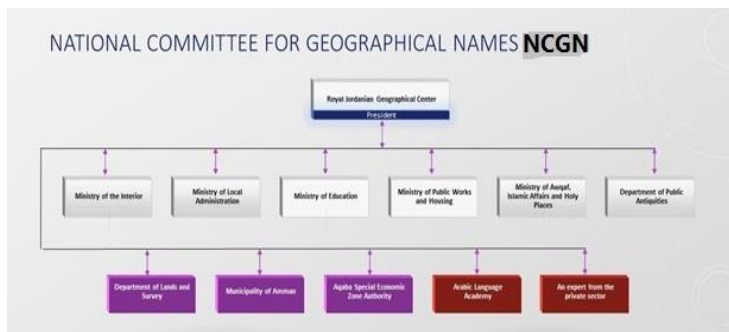 NATIONAL COMMITTEE FOR GEOGRAPHICAL NAMES NCGN
Royal Jordanian Geographical Center
President
Ministry of the Interior
Ministry of Local
Administration
Ministry of Education
Ministry of Public Works
and Housing
Ministry of Awqaf,
Islamic Affairs and Holy
Places
Department of Public
Antiquities
Department of Lands and
Survey
Municipality of Amman
Aqaba Special Economic
Zone Authority
Arabic Language
Academy
An expert from the
private sector